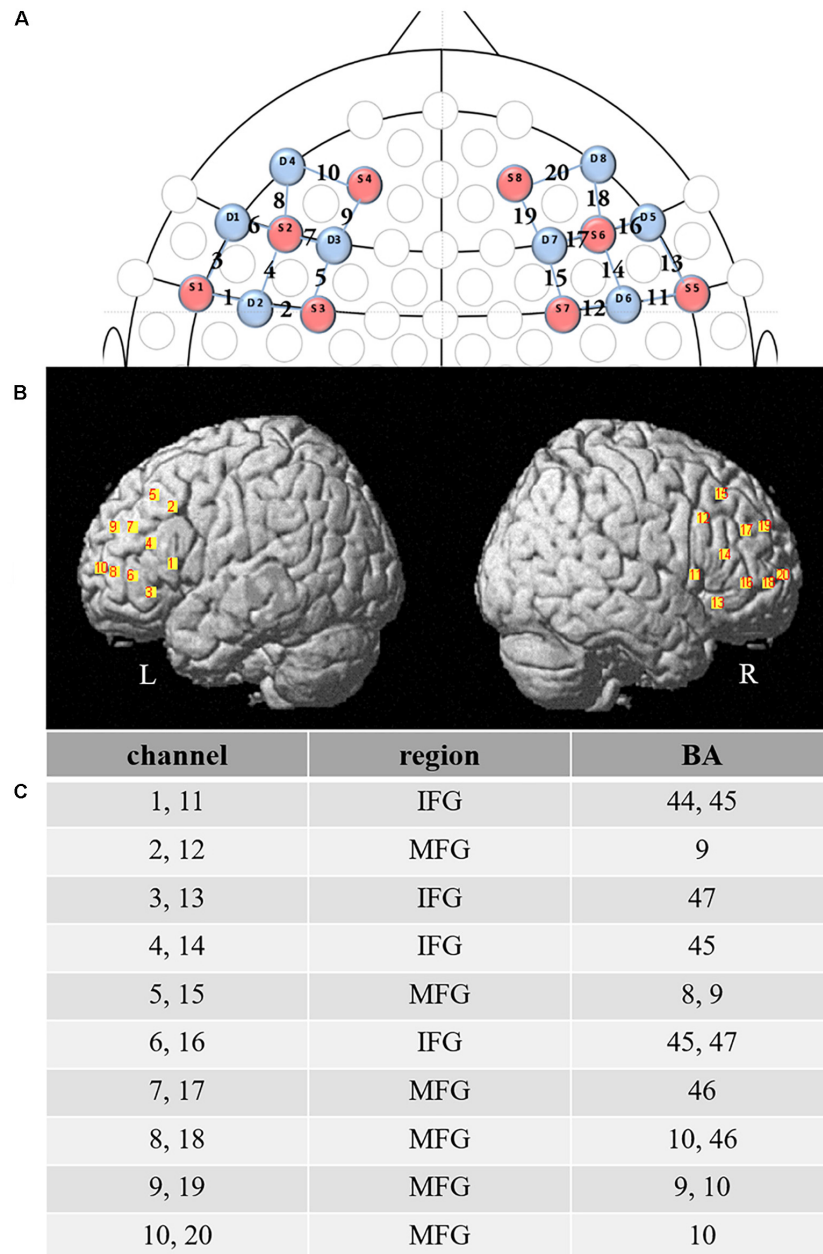 A
D4
10
S4
S8
20
D8
8
18
D1
6
S2
7
D3
9
19
D7
17
S6
16
D5
3
4
5
15
14
13
S1
1
D2
2
S3
S7
12
D6
11
S5
B
5
2
9
7
4
1
10
8
6
3
L
15
12
17
19
14
11
16
18
20
13
R
channel region BA
C
1, 11 IFG 44, 45
2, 12 MFG 9
3, 13 IFG 47
4, 14 IFG 45
5, 15 MFG 8, 9
6, 16 IFG 45, 47
7, 17 MFG 46
8, 18 MFG 10, 46
9, 19 MFG 9, 10
10, 20 MFG 10